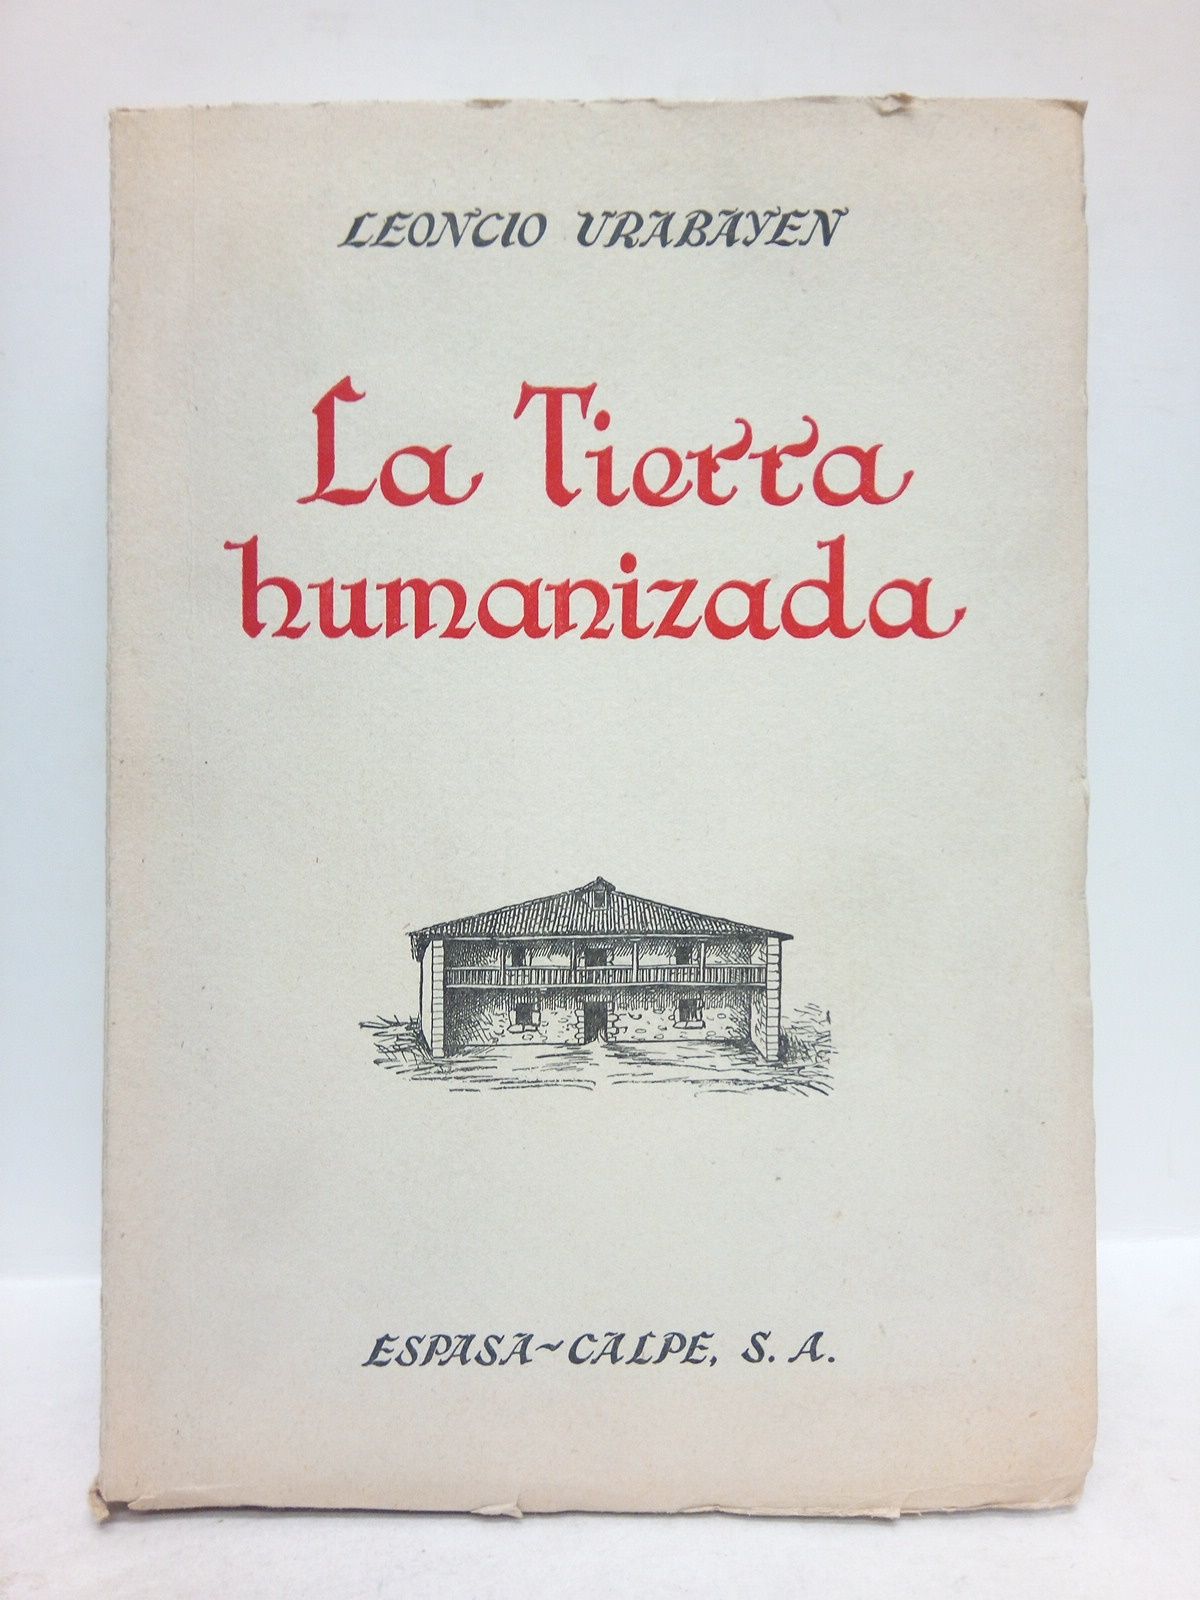 LEONCIO URABAYEN
La Tierra
humanizada
ESPASA~CALPE, S. A.